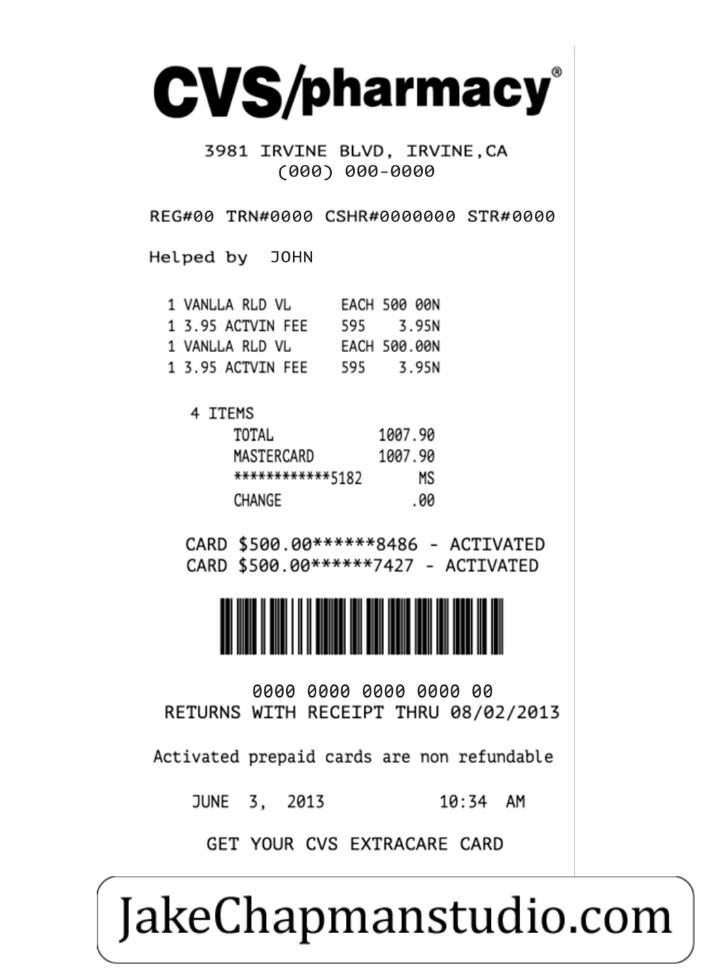 CVS/pharmacy®
3981 IRVINE BLVD, IRVINE,CA
(000) 000-0000
REG#00 TRN#0000 CSHR#0000000 STR#0000
Helped by JOHN
1 VANLLA RLD VL EACH 500 00N
1 3.95 ACTVIN FEE 595 3.95N
1 VANLLA RLD VL EACH 500.00N
1 3.95 ACTVIN FEE 595 3.95N
4 ITEMS
TOTAL 1007.90
MASTERCARD 1007.90
************5182 MS
CHANGE .00
CARD $500.00******8486 - ACTIVATED
CARD $500.00******7427 - ACTIVATED
0000 0000 0000 0000 00
RETURNS WITH RECEIPT THRU 08/02/2013
Activated prepaid cards are non refundable
JUNE 3, 2013 10:34 AM
GET YOUR CVS EXTRACARE CARD
JakeChapmanstudio.com